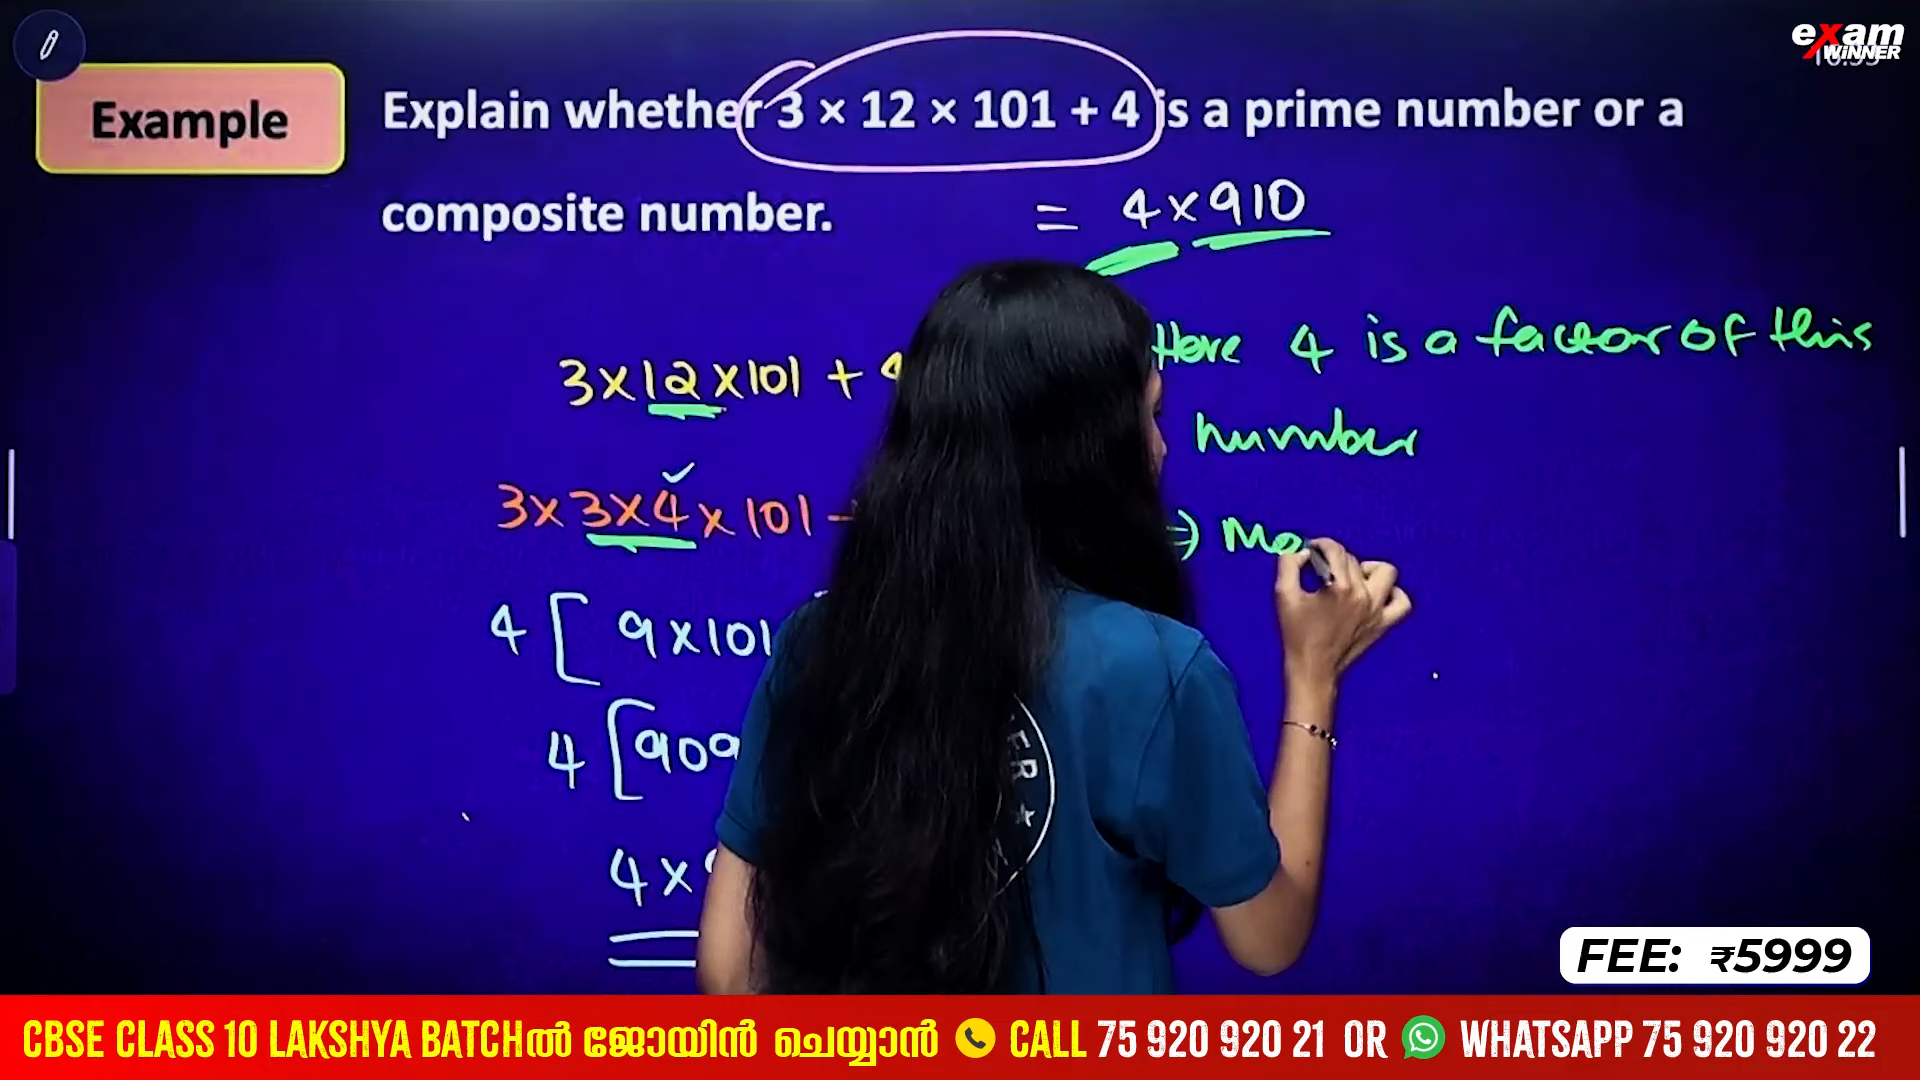 exam
WINNER
Example
Explain whether 3 × 12 × 101 + 4 is a prime number or a
composite number.
= 4×910
3×12×101 + 4
3×3×4×101
4 [ 9×101
4 [909
4×
Here 4 is a factor of this
number
⇒ Mo
FEE: ₹5999
CBSE CLASS 10 LAKSHYA BATCHൽ ജോയിൻ ചെയ്യാൻ CALL 75 920 920 21 OR WHATSAPP 75 920 920 22